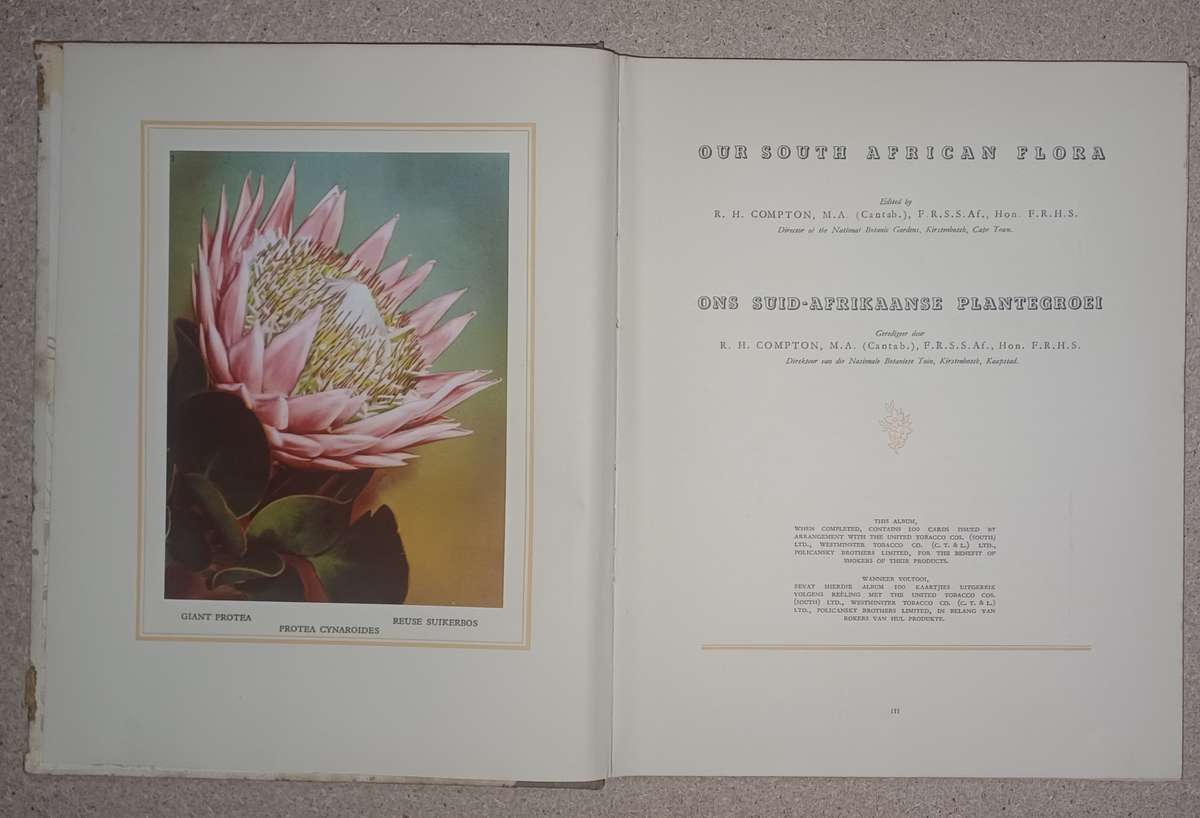 1
GIANT PROTEA
REUSE SUIKERBOS
PROTEA CYNAROIDES
OUR SOUTH AFRICAN FLORA
Edited by
R. H. COMPTON, M.A. (Cantab.), F.R.S.S.Af., Hon. F.R.H.S.
Director of the National Botanic Gardens, Kirstenbosch, Cape Town.
ONS SUID-AFRIKAANSE PLANTEGROEI
Geredigeer deur
R. H. COMPTON, M.A. (Cantab.), F.R.S.S.Af., Hon. F.R.H.S.
Direkteur van die Nasionale Botaniese Tuin, Kirstenbosch, Kaapstad.
THIS ALBUM,
WHEN COMPLETED, CONTAINS 100 CARDS ISSUED BY
ARRANGEMENT WITH THE UNITED TOBACCO COS. (SOUTH)
LTD., WESTMINSTER TOBACCO CO. (C. T. & L.) LTD.,
POLICANSKY BROTHERS LIMITED, FOR THE BENEFIT OF
SMOKERS OF THEIR PRODUCTS.
WANNEER VOLTOOI,
BEVAT HIERDIE ALBUM 100 KAARTJIES UITGEREIK
VOLGENS REËLING MET THE UNITED TOBACCO COS.
(SOUTH) LTD., WESTMINSTER TOBACCO CO. (C. T. & L.)
LTD., POLICANSKY BROTHERS LIMITED, IN BELANG VAN
ROKERS VAN HUL PRODUKTE.
III